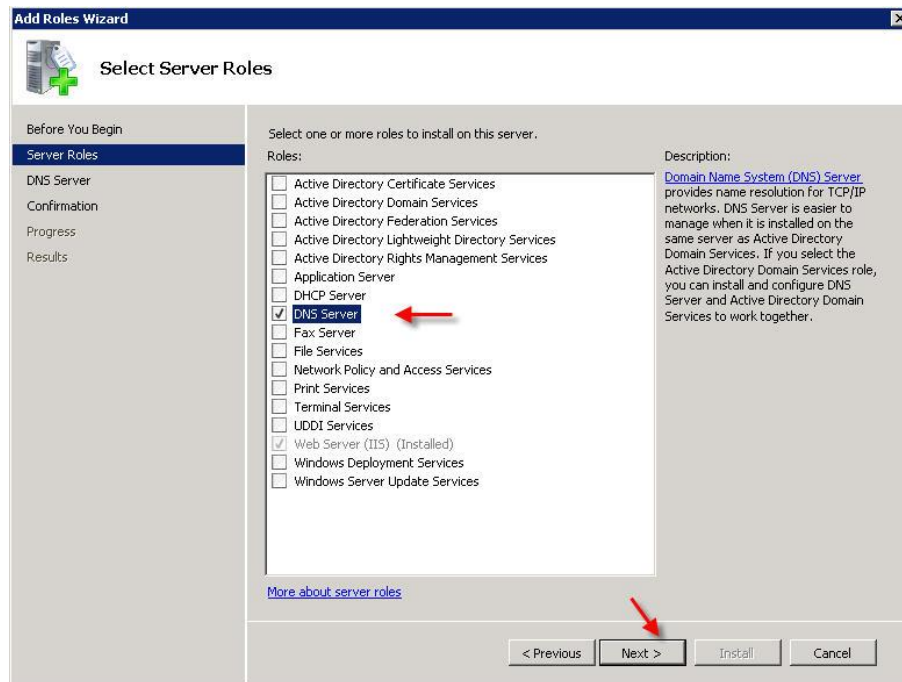 Add Roles Wizard
Select Server Roles
Before You Begin
Server Roles
DNS Server
Confirmation
Progress
Results
Select one or more roles to install on this server.
Roles:
Active Directory Certificate Services
Active Directory Domain Services
Active Directory Federation Services
Active Directory Lightweight Directory Services
Active Directory Rights Management Services
Application Server
DHCP Server
DNS Server
Fax Server
File Services
Network Policy and Access Services
Print Services
Terminal Services
UDDI Services
Web Server (IIS) (Installed)
Windows Deployment Services
Windows Server Update Services
More about server roles
Description:
Domain Name System (DNS) Server
provides name resolution for TCP/IP
networks. DNS Server is easier to
manage when it is installed on the
same server as Active Directory
Domain Services. If you select the
Active Directory Domain Services role,
you can install and configure DNS
Server and Active Directory Domain
Services to work together.
< Previous
Next >
Install
Cancel